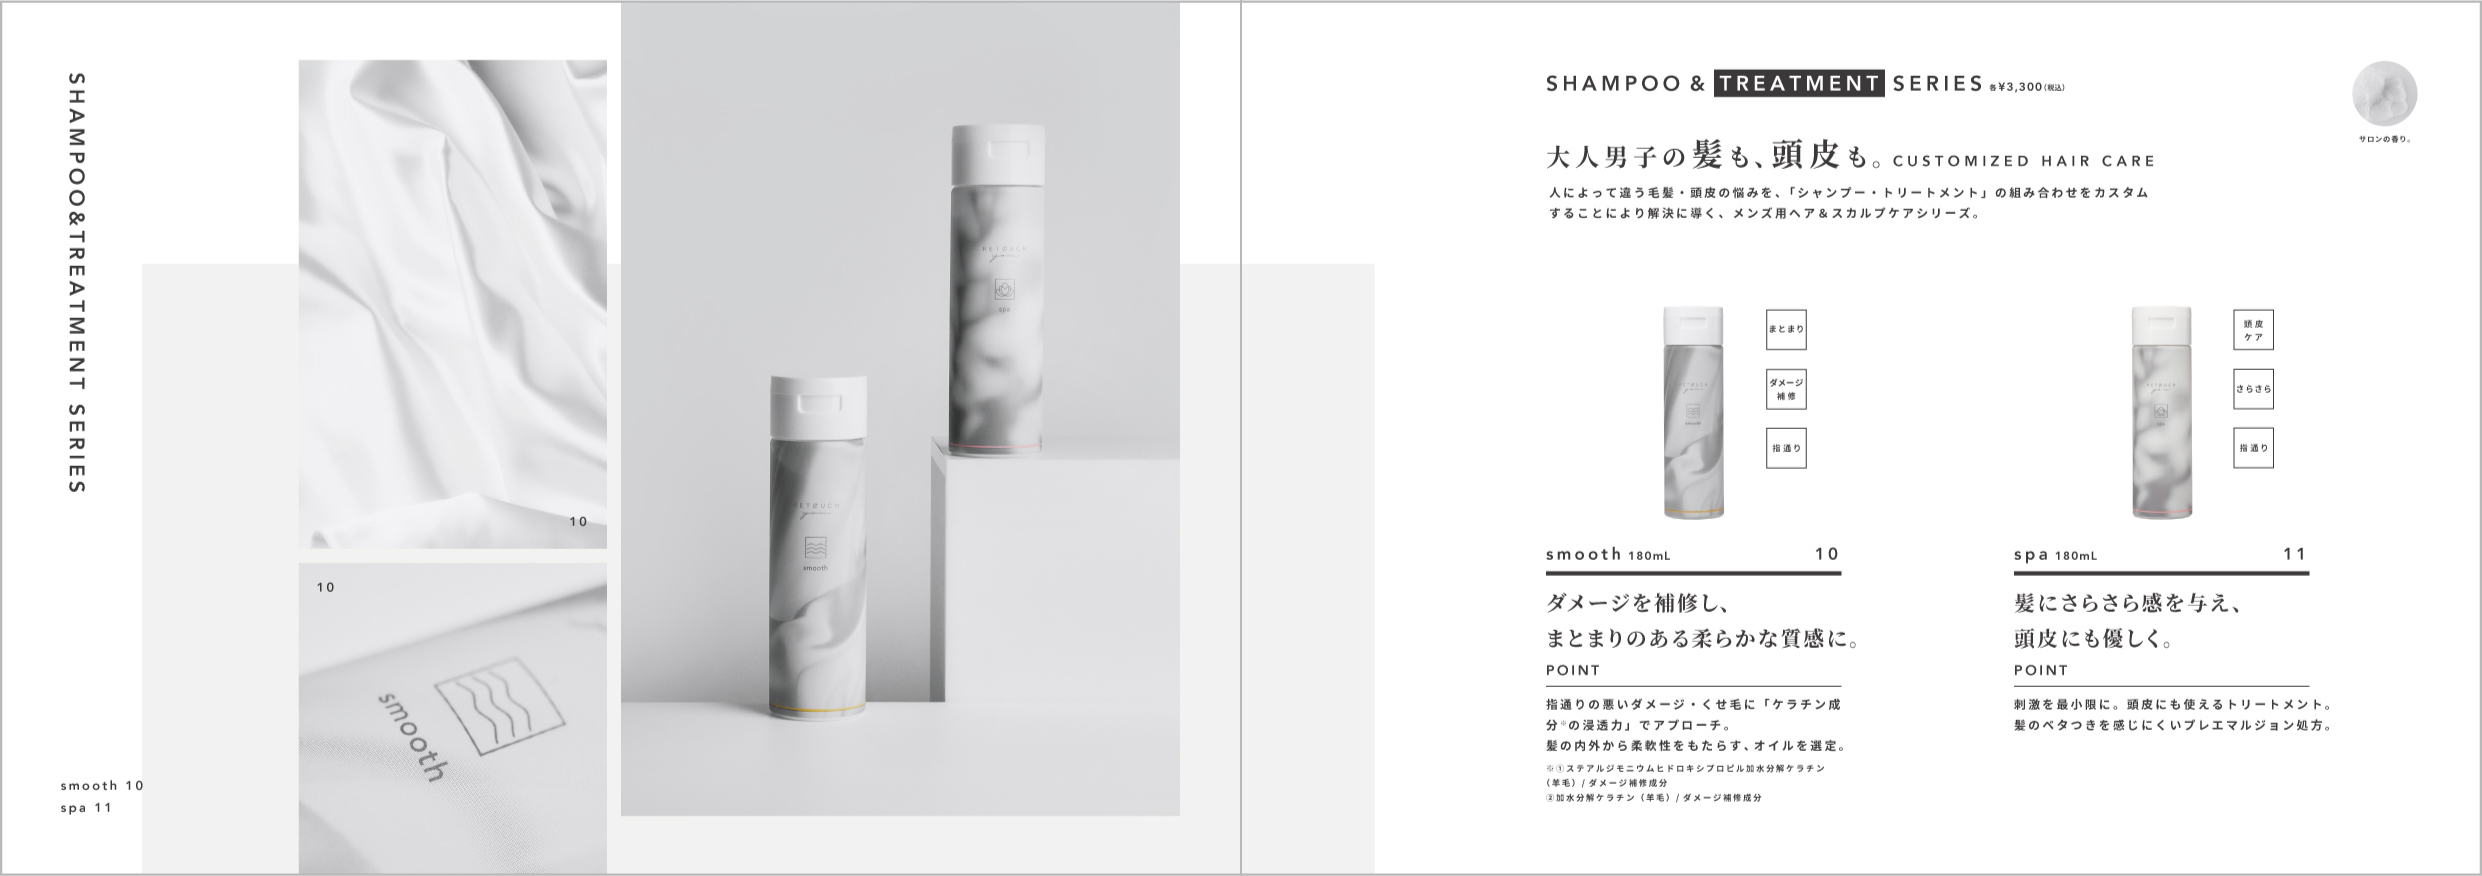 SHAMPOO&TREATMENT SERIES
10
10
smooth
smooth 10
spa 11
RETØUCH
you
spa
RETØUCH
you
smooth
SHAMPOO & TREATMENT SERIES 各¥3,300(税込)
サロンの香り。
大人男子の髪も、頭皮も。CUSTOMIZED HAIR CARE
人によって違う毛髪・頭皮の悩みを、「シャンプー・トリートメント」の組み合わせをカスタム
することにより解決に導く、メンズ用ヘア&スカルプケアシリーズ。
まとまり
ダメージ
補修
指通り
smooth 180mL 10
ダメージを補修し、
まとまりのある柔らかな質感に。
POINT
指通りの悪いダメージ・くせ毛に「ケラチン成
分※の浸透力」でアプローチ。
髪の内外から柔軟性をもたらす、オイルを選定。
※①ステアルジモニウムヒドロキシプロピル加水分解ケラチン
(羊毛)/ダメージ補修成分
②加水分解ケラチン(羊毛)/ダメージ補修成分
頭皮
ケア
さらさら
指通り
spa 180mL 11
髪にさらさら感を与え、
頭皮にも優しく。
POINT
刺激を最小限に。頭皮にも使えるトリートメント。
髪のベタつきを感じにくいプレエマルジョン処方。